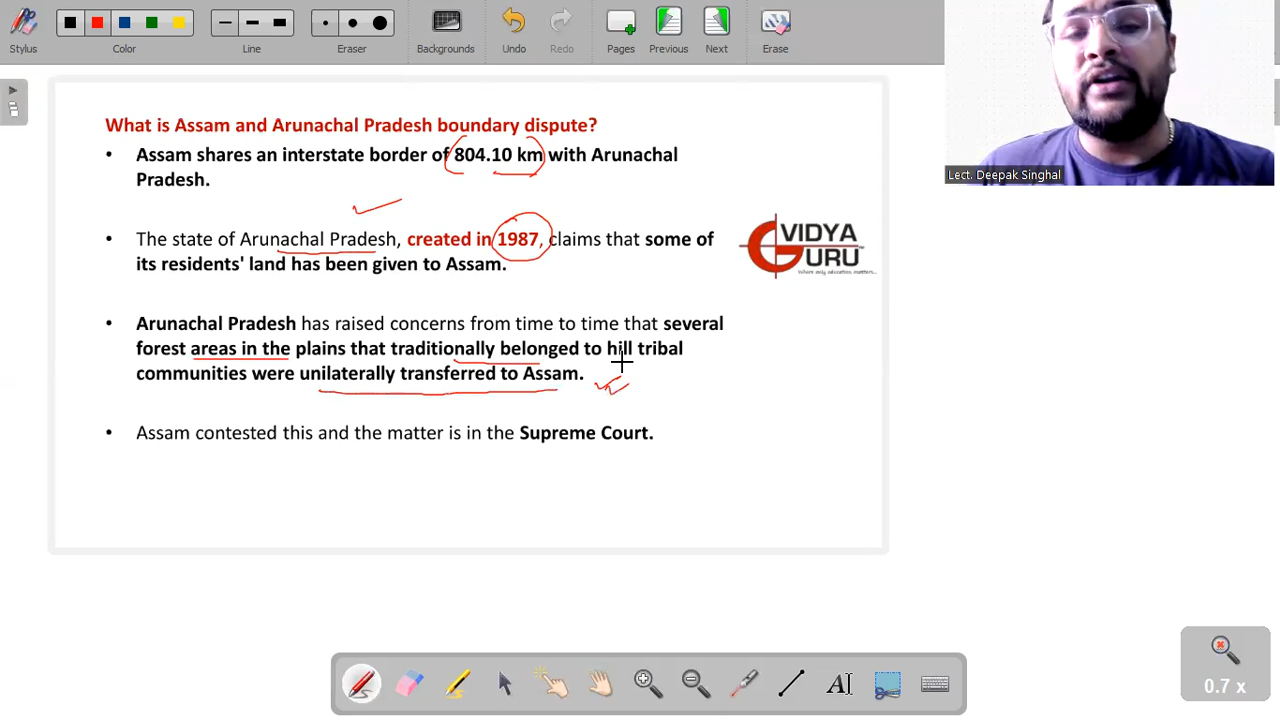 Stylus
Color
Line
Eraser
Backgrounds
Undo
Redo
Pages
Previous
Next
Erase
Lect. Deepak Singhal
What is Assam and Arunachal Pradesh boundary dispute?
• Assam shares an interstate border of 804.10 km with Arunachal
Pradesh.
• The state of Arunachal Pradesh, created in 1987, claims that some of
its residents' land has been given to Assam.
VIDYA
GURU
Where only education matters...
• Arunachal Pradesh has raised concerns from time to time that several
forest areas in the plains that traditionally belonged to hill tribal
communities were unilaterally transferred to Assam.
• Assam contested this and the matter is in the Supreme Court.
AI
0.7 x